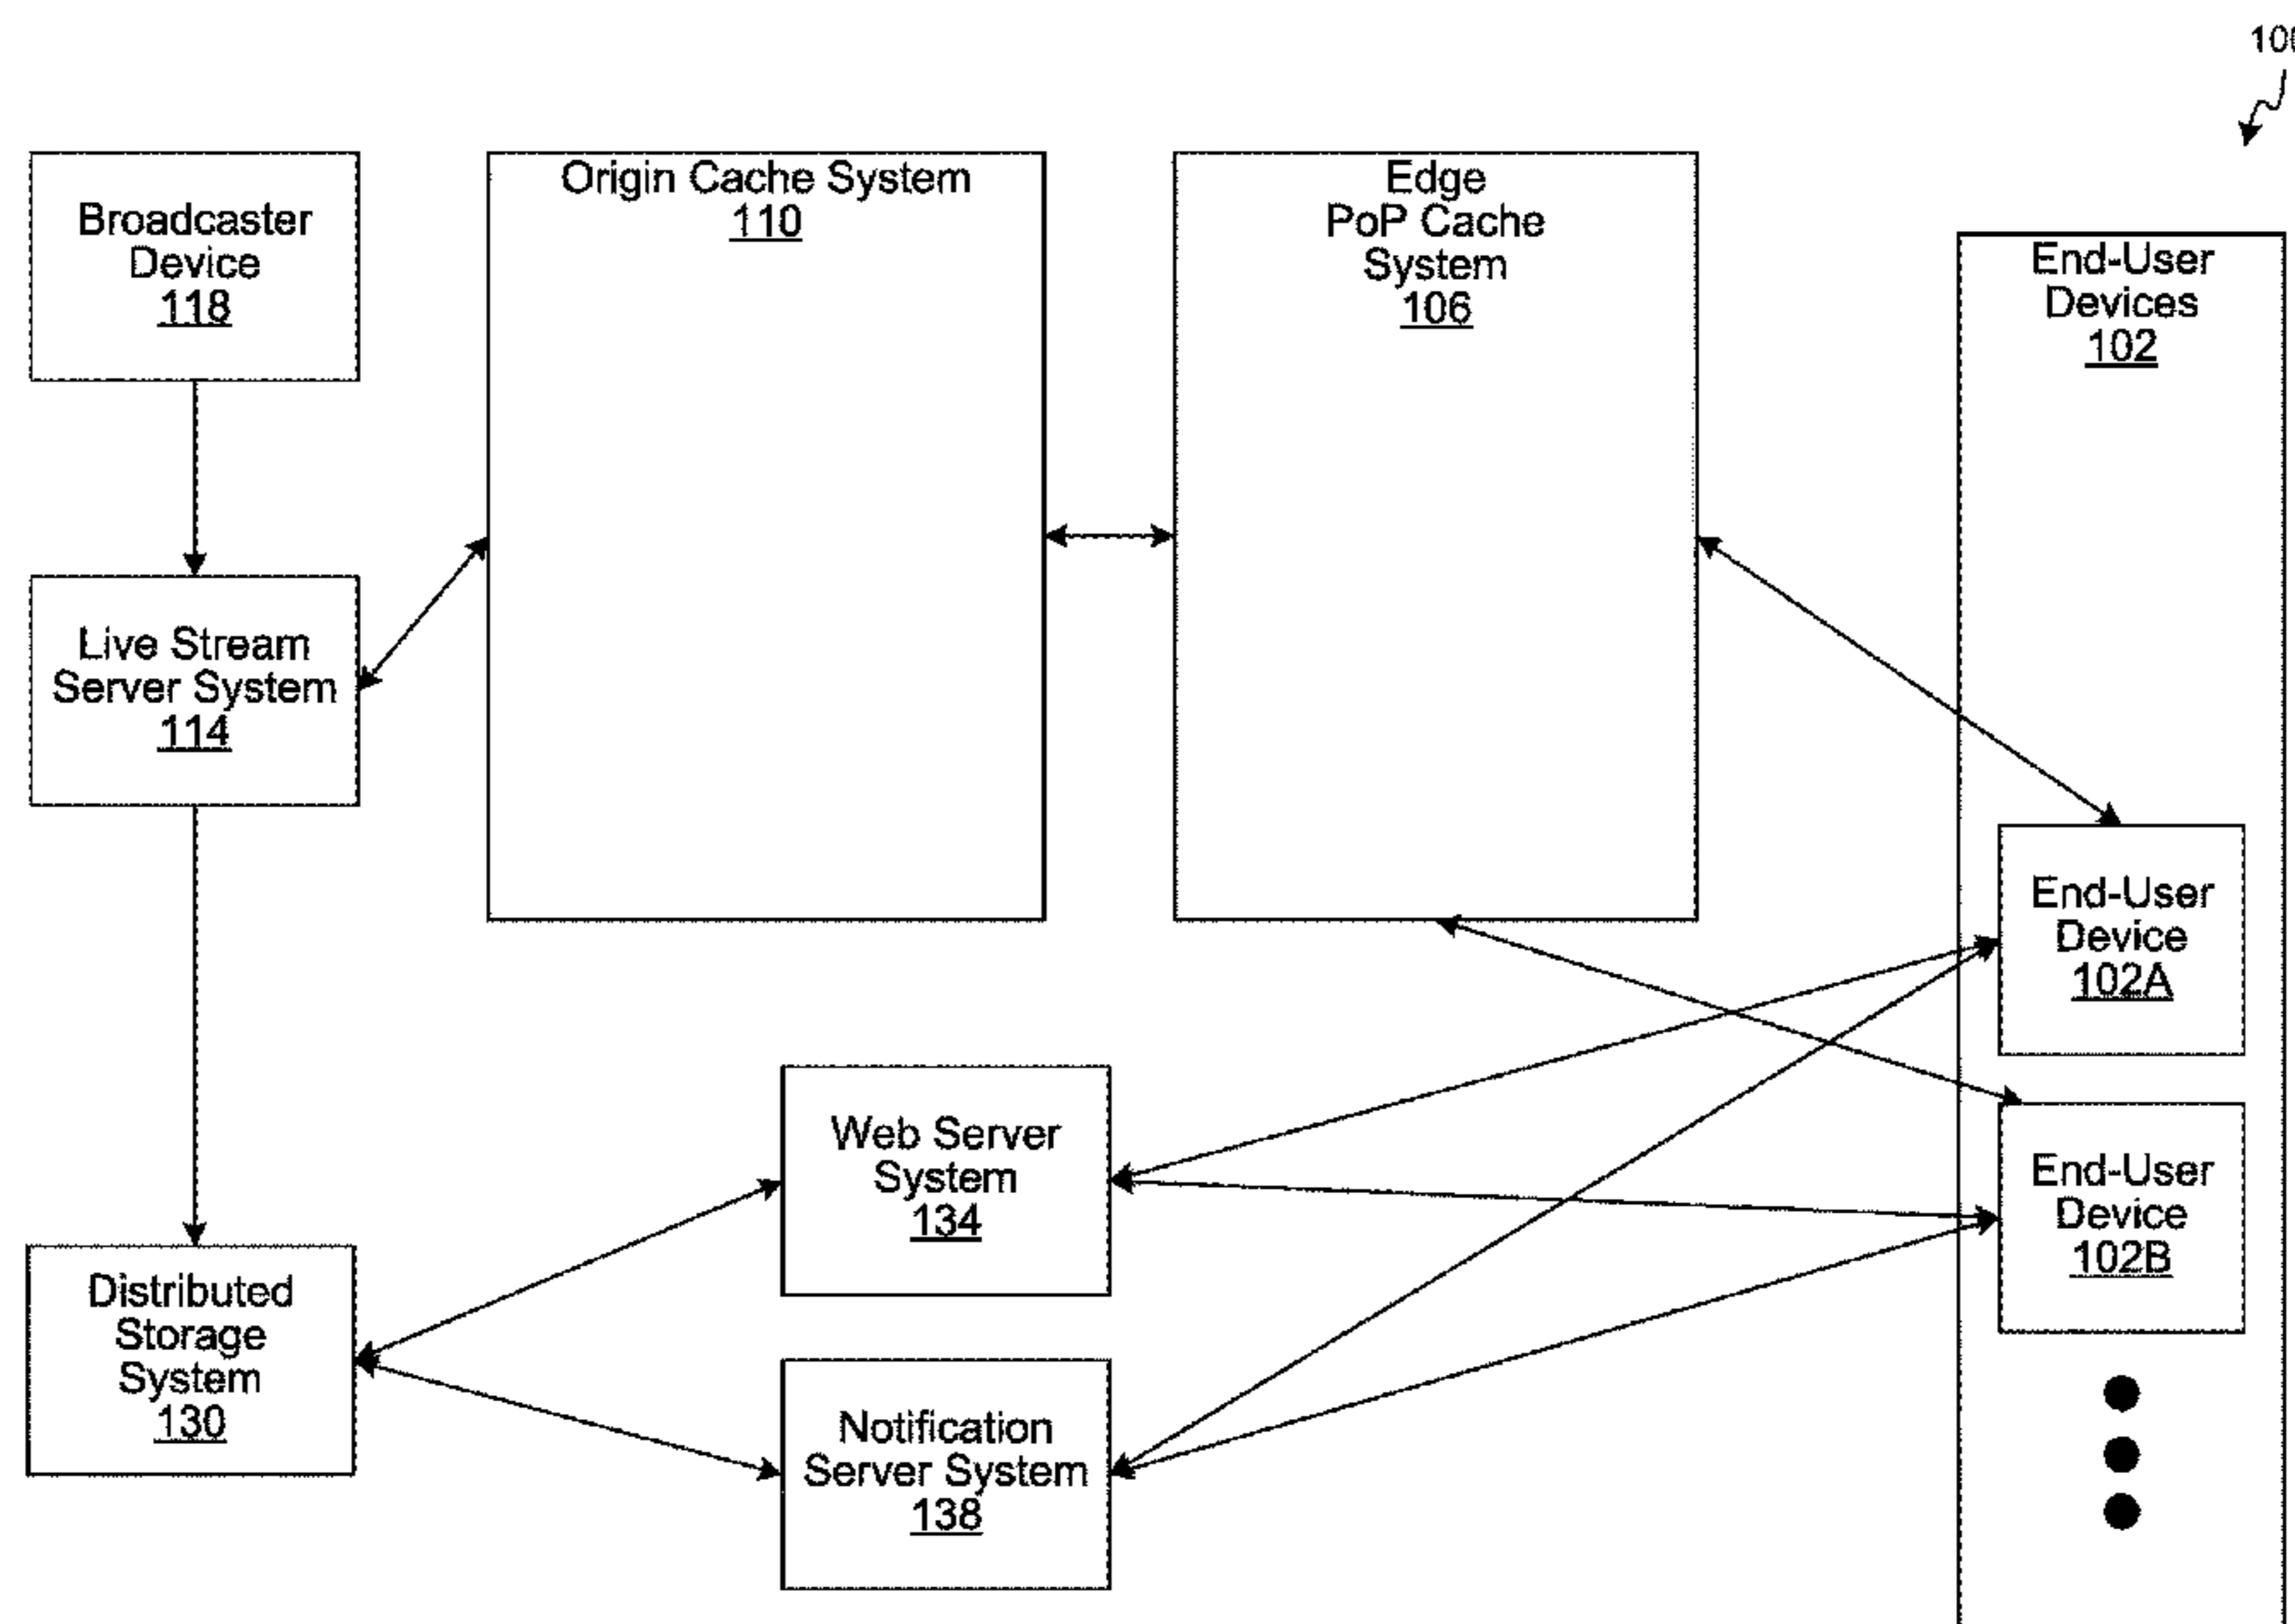 100
Broadcaster
Device
118
Origin Cache System
110
Edge
PoP Cache
System
106
End-User
Devices
102
Live Stream
Server System
114
End-User
Device
102A
Web Server
System
134
End-User
Device
102B
Distributed
Storage
System
130
Notification
Server System
138